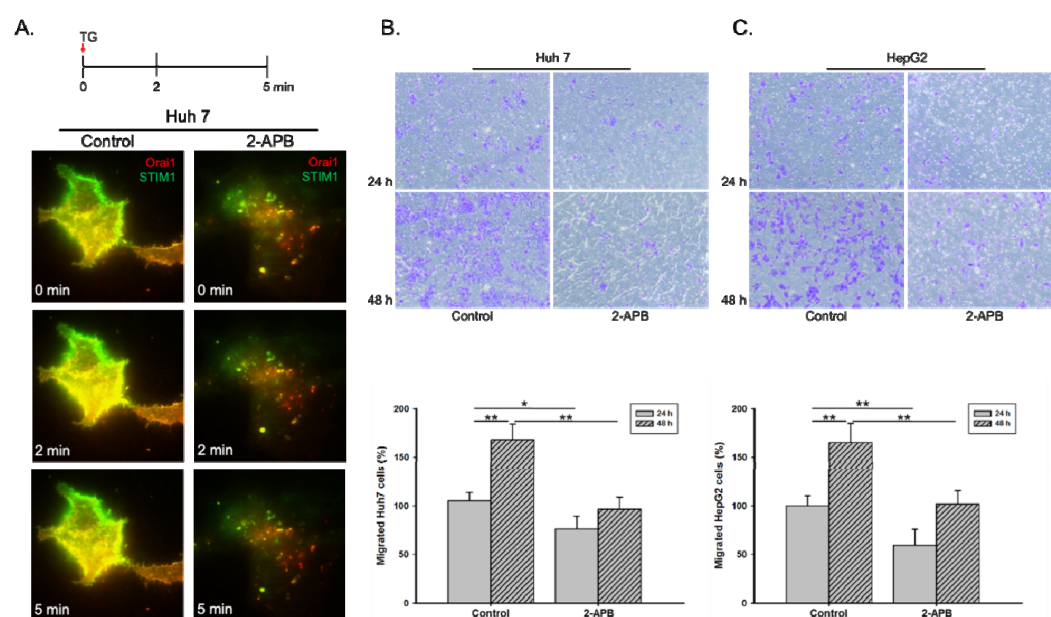 A.
TG
0 2 5 min
Huh 7
Control 2-APB
Orai1
STIM1
0 min
Orai1
STIM1
0 min
2 min
2 min
5 min
5 min
B.
Huh 7
24 h
48 h
Control 2-APB
200
150
100
50
0
Migrated Huh7 cells (%)
* 
** **
24 h
48 h
Control 2-APB
C.
HepG2
24 h
48 h
Control 2-APB
200
150
100
50
0
Migrated HepG2 cells (%)
**
** **
24 h
48 h
Control 2-APB